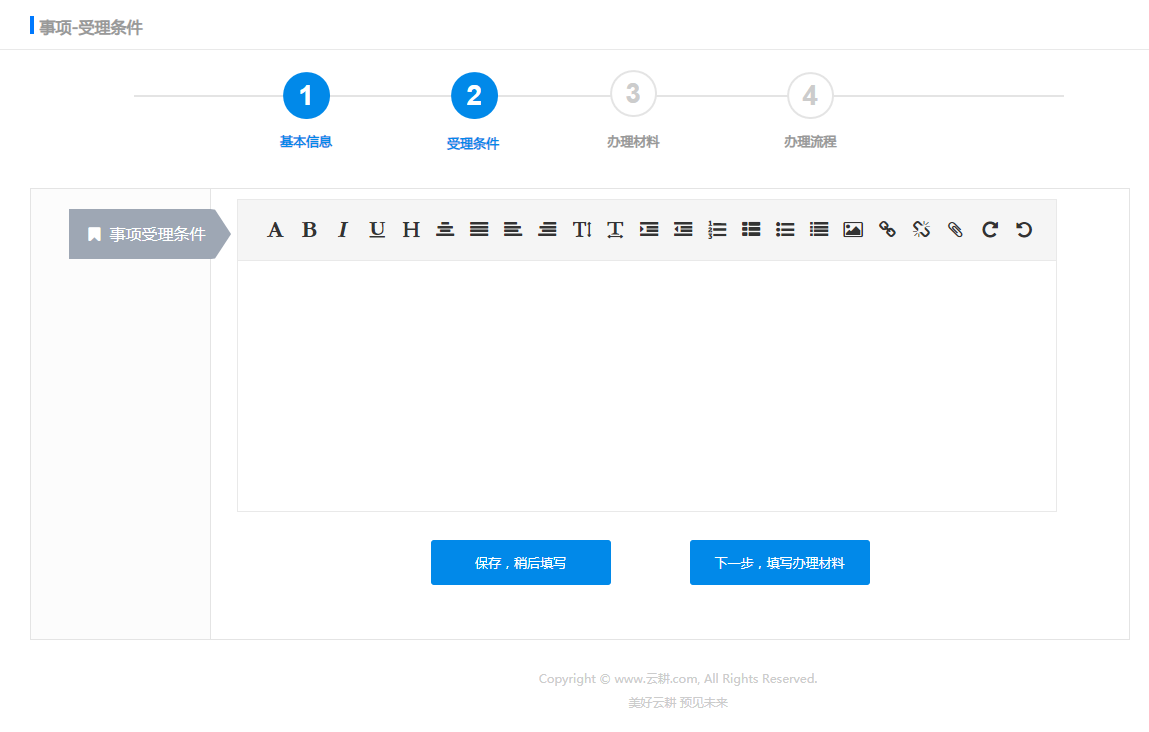 事项-受理条件
1 2 3 4
基本信息 受理条件 办理材料 办理流程
事项受理条件
A B I U H T T
保存，稍后填写 下一步，填写办理材料
Copyright © www.云耕.com, All Rights Reserved.
美好云耕 预见未来